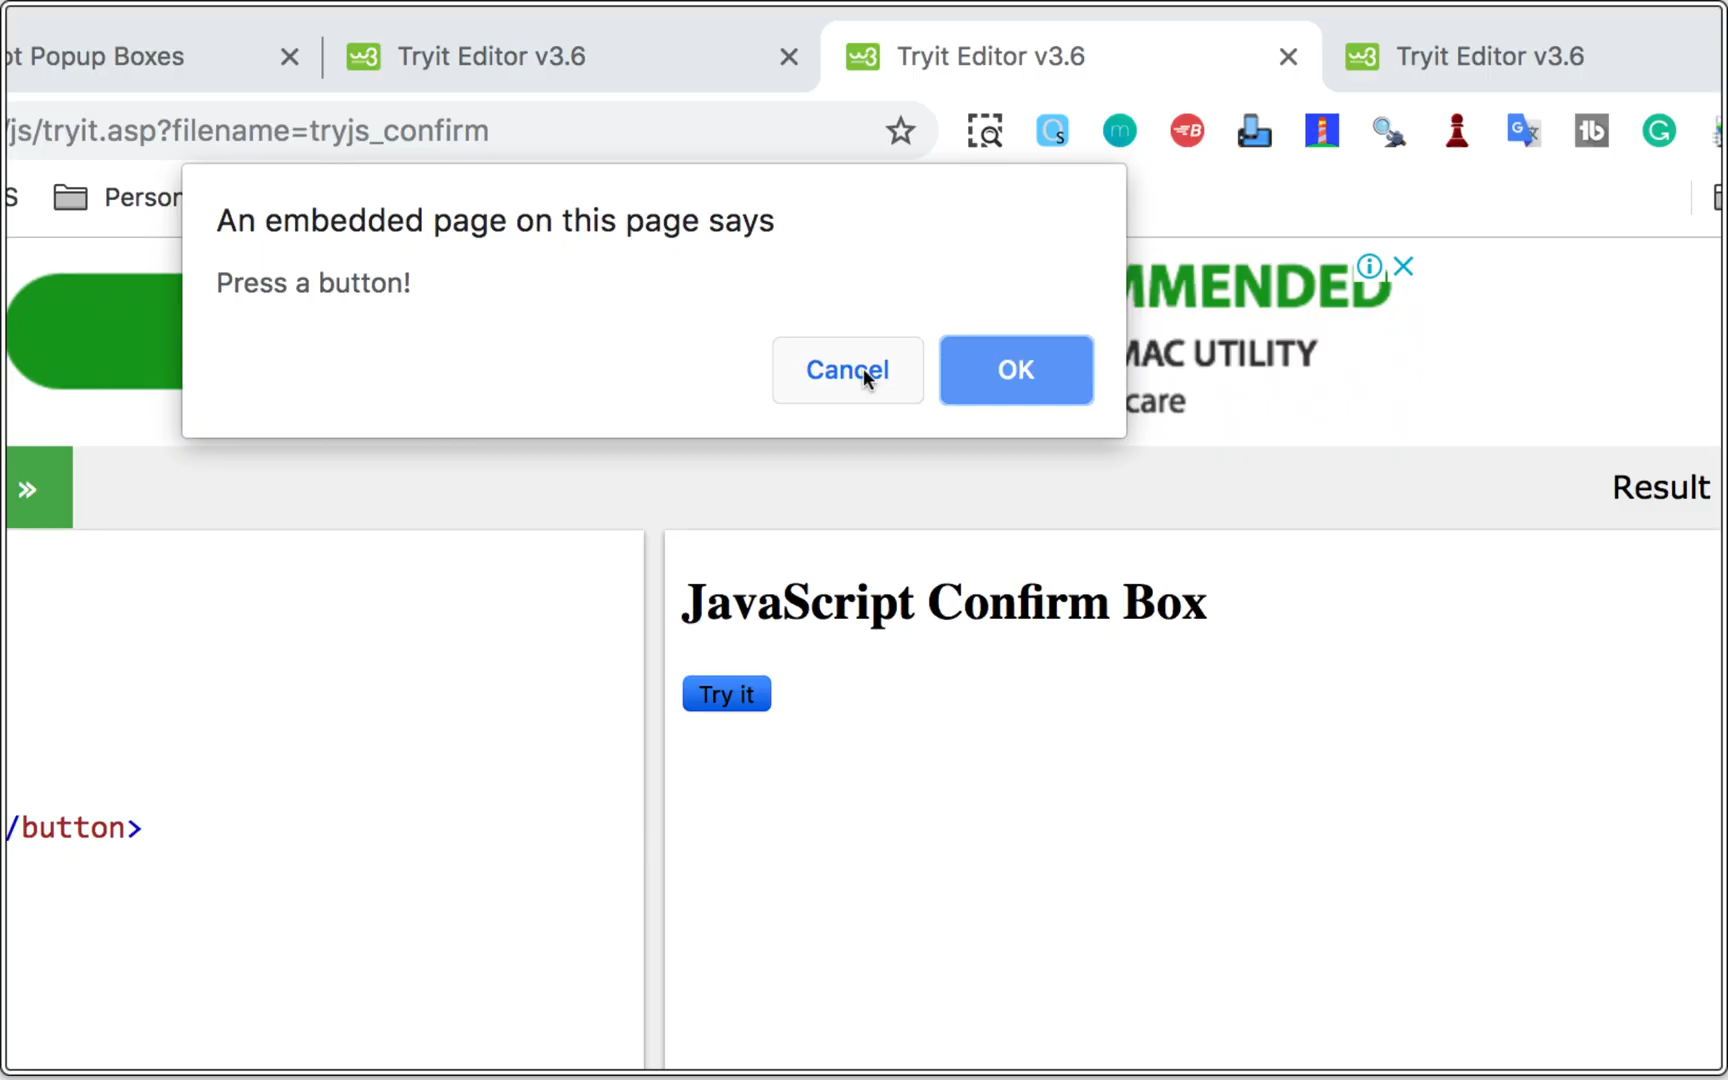 ot Popup Boxes
Tryit Editor v3.6
Tryit Editor v3.6
Tryit Editor v3.6
/js/tryit.asp?filename=tryjs_confirm
S
Person
An embedded page on this page says
Press a button!
Cancel
OK
MMENDED
MAC UTILITY
care
»
Result
JavaScript Confirm Box
Try it
/button>